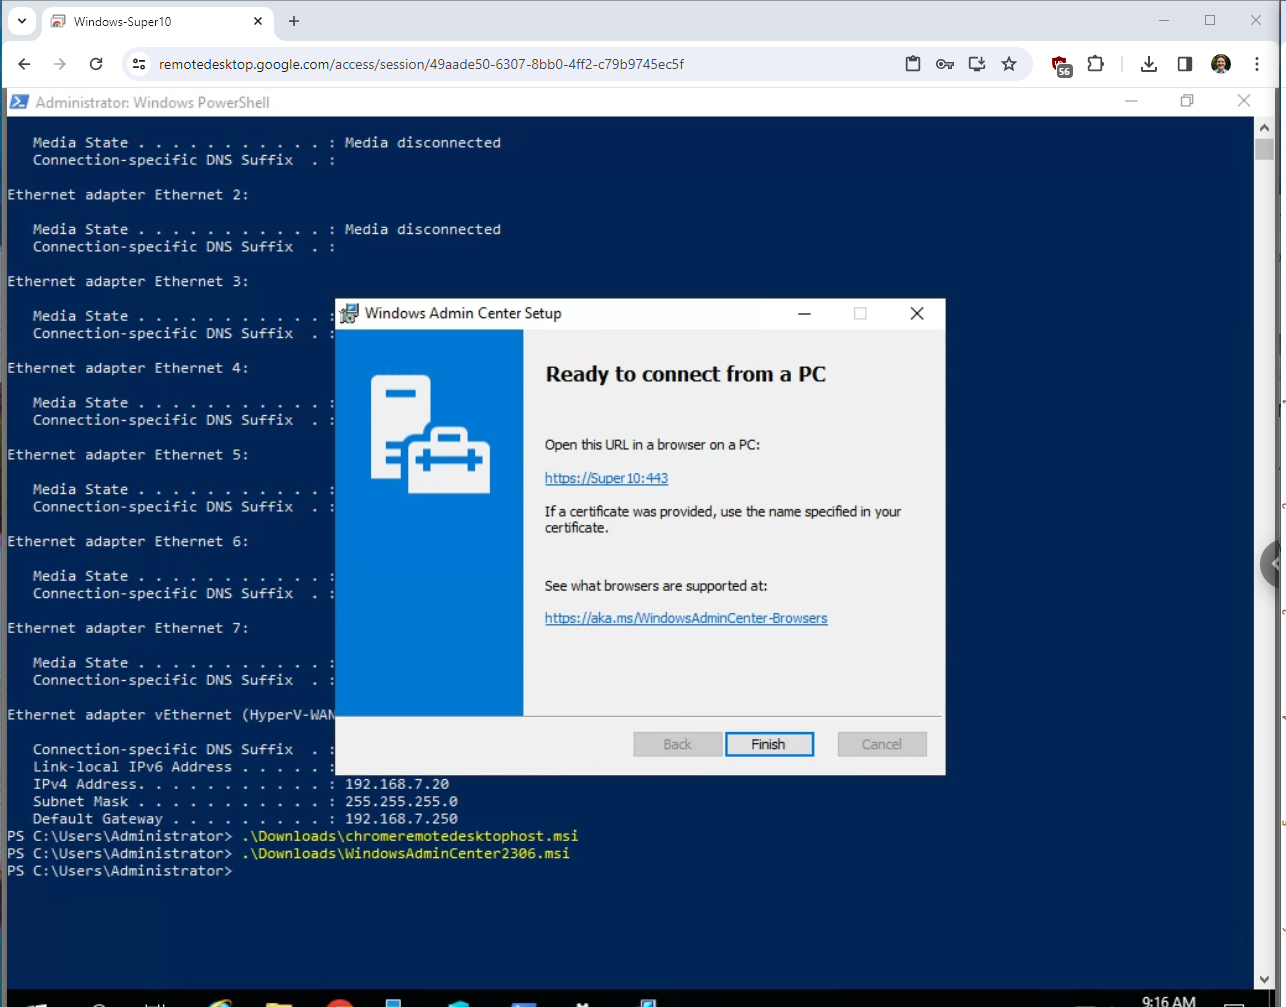 Windows-Super10
remotedesktop.google.com/access/session/49aade50-6307-8bb0-4ff2-c79b9745ec5f
56
Administrator: Windows PowerShell
Media State . . . . . . . . . . . : Media disconnected
Connection-specific DNS Suffix  . :
Ethernet adapter Ethernet 2:
Media State . . . . . . . . . . . : Media disconnected
Connection-specific DNS Suffix  . :
Ethernet adapter Ethernet 3:
Media State . . . . . . . . . . . :
Connection-specific DNS Suffix  . :
Ethernet adapter Ethernet 4:
Media State . . . . . . . . . . . :
Connection-specific DNS Suffix  . :
Ethernet adapter Ethernet 5:
Media State . . . . . . . . . . . :
Connection-specific DNS Suffix  . :
Ethernet adapter Ethernet 6:
Media State . . . . . . . . . . . :
Connection-specific DNS Suffix  . :
Ethernet adapter Ethernet 7:
Media State . . . . . . . . . . . :
Connection-specific DNS Suffix  . :
Ethernet adapter vEthernet (HyperV-WAN
Connection-specific DNS Suffix  . :
Link-local IPv6 Address . . . . . :
IPv4 Address. . . . . . . . . . . : 192.168.7.20
Subnet Mask . . . . . . . . . . . : 255.255.255.0
Default Gateway . . . . . . . . . : 192.168.7.250
PS C:\Users\Administrator> .\Downloads\chromeremotedesktophost.msi
PS C:\Users\Administrator> .\Downloads\WindowsAdminCenter2306.msi
PS C:\Users\Administrator>
Windows Admin Center Setup
Ready to connect from a PC
Open this URL in a browser on a PC:
https://Super10:443
If a certificate was provided, use the name specified in your
certificate.
See what browsers are supported at:
https://aka.ms/WindowsAdminCenter-Browsers
Back
Finish
Cancel
9:16 AM